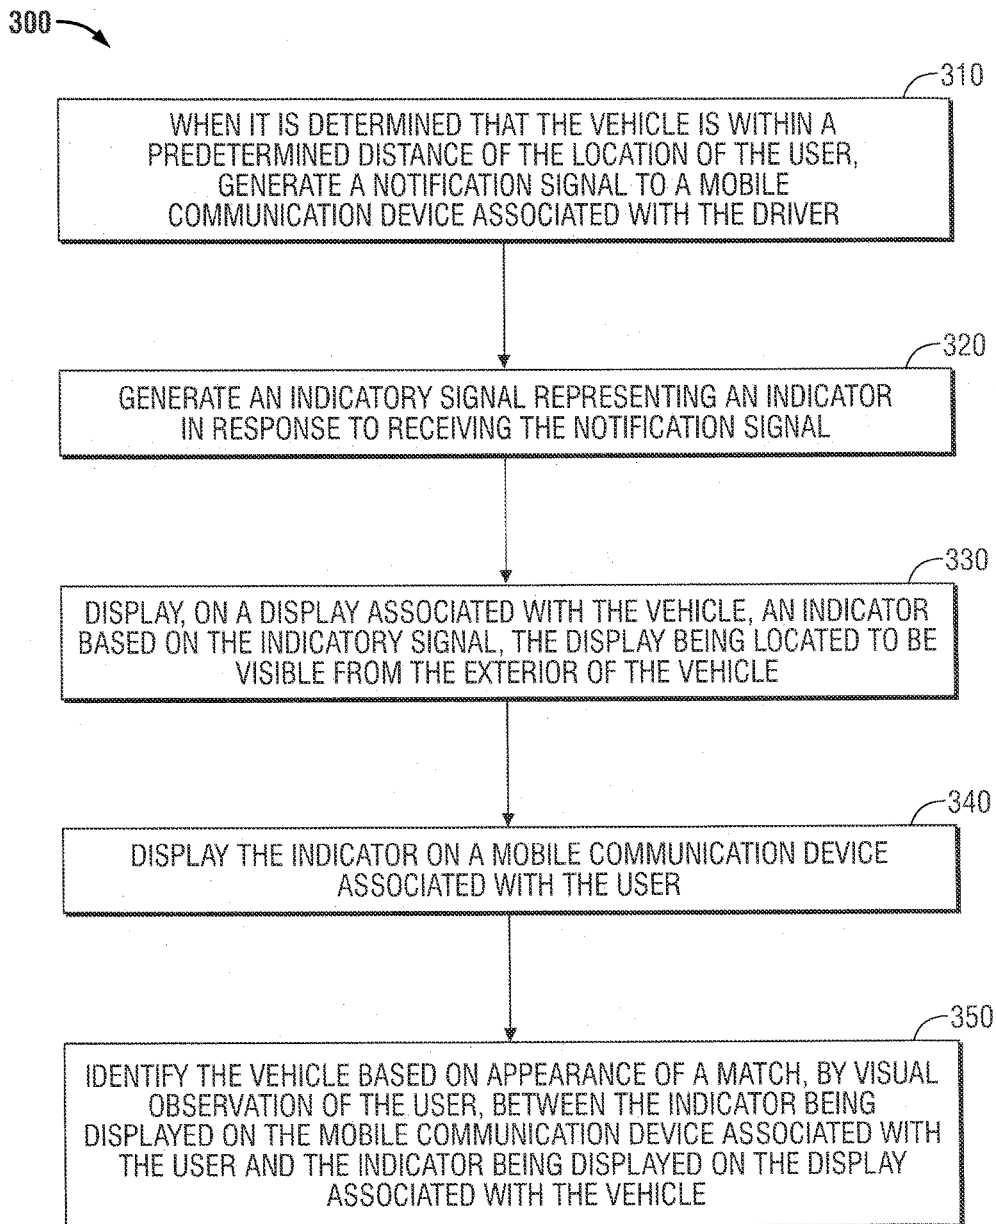 300
310
WHEN IT IS DETERMINED THAT THE VEHICLE IS WITHIN A
PREDETERMINED DISTANCE OF THE LOCATION OF THE USER,
GENERATE A NOTIFICATION SIGNAL TO A MOBILE
COMMUNICATION DEVICE ASSOCIATED WITH THE DRIVER
320
GENERATE AN INDICATORY SIGNAL REPRESENTING AN INDICATOR
IN RESPONSE TO RECEIVING THE NOTIFICATION SIGNAL
330
DISPLAY, ON A DISPLAY ASSOCIATED WITH THE VEHICLE, AN INDICATOR
BASED ON THE INDICATORY SIGNAL, THE DISPLAY BEING LOCATED TO BE
VISIBLE FROM THE EXTERIOR OF THE VEHICLE
340
DISPLAY THE INDICATOR ON A MOBILE COMMUNICATION DEVICE
ASSOCIATED WITH THE USER
350
IDENTIFY THE VEHICLE BASED ON APPEARANCE OF A MATCH, BY VISUAL
OBSERVATION OF THE USER, BETWEEN THE INDICATOR BEING
DISPLAYED ON THE MOBILE COMMUNICATION DEVICE ASSOCIATED WITH
THE USER AND THE INDICATOR BEING DISPLAYED ON THE DISPLAY
ASSOCIATED WITH THE VEHICLE